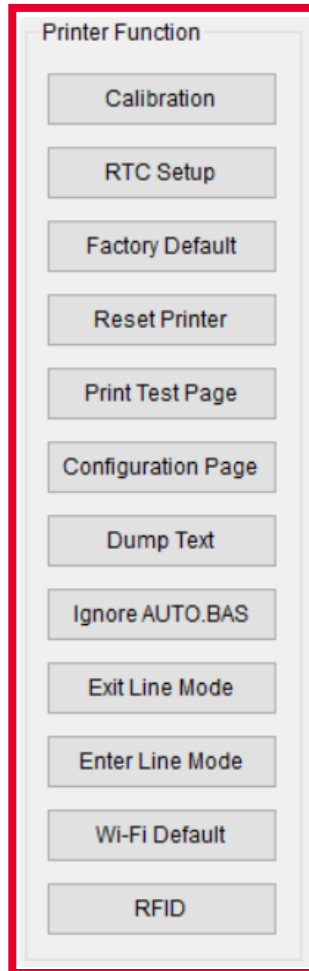 Printer Function
Calibration
RTC Setup
Factory Default
Reset Printer
Print Test Page
Configuration Page
Dump Text
Ignore AUTO.BAS
Exit Line Mode
Enter Line Mode
Wi-Fi Default
RFID